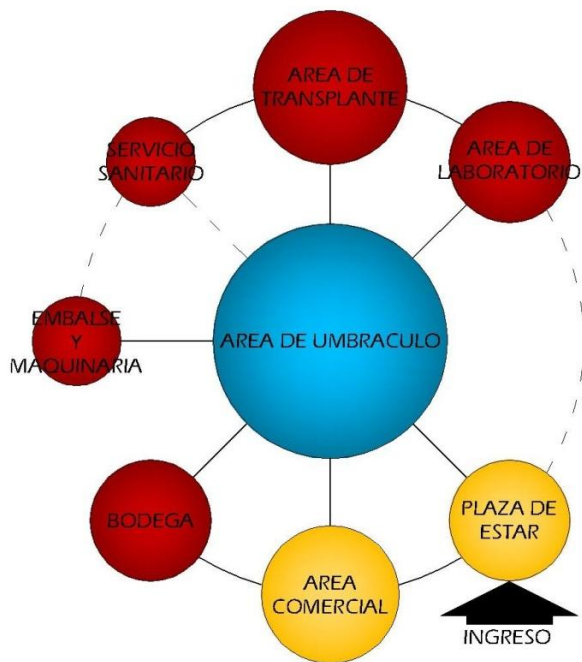 AREA DE
TRANSPLANTE
SERVICIO
SANITARIO
AREA DE
LABORATORIO
EMBALSE
Y
MAQUINARIA
AREA DE UMBRACULO
BODEGA
AREA
COMERCIAL
PLAZA DE
ESTAR
INGRESO